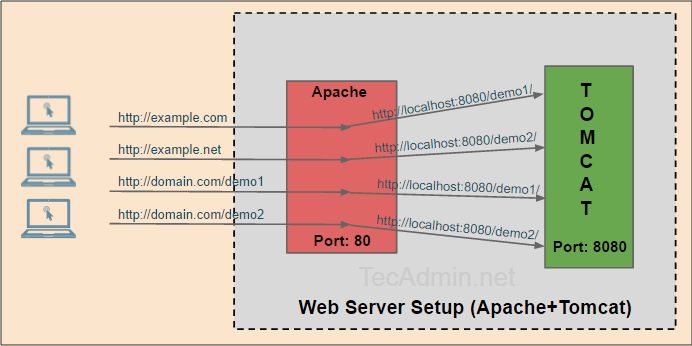 Apache
http://example.com
http://example.net
http://domain.com/demo1
http://domain.com/demo2
Port: 80
http://localhost:8080/demo1/
http://localhost:8080/demo2/
http://localhost:8080/demo1/
http://localhost:8080/demo2/
T
O
M
C
A
T
Port: 8080
TecAdmin.net
Web Server Setup (Apache+Tomcat)